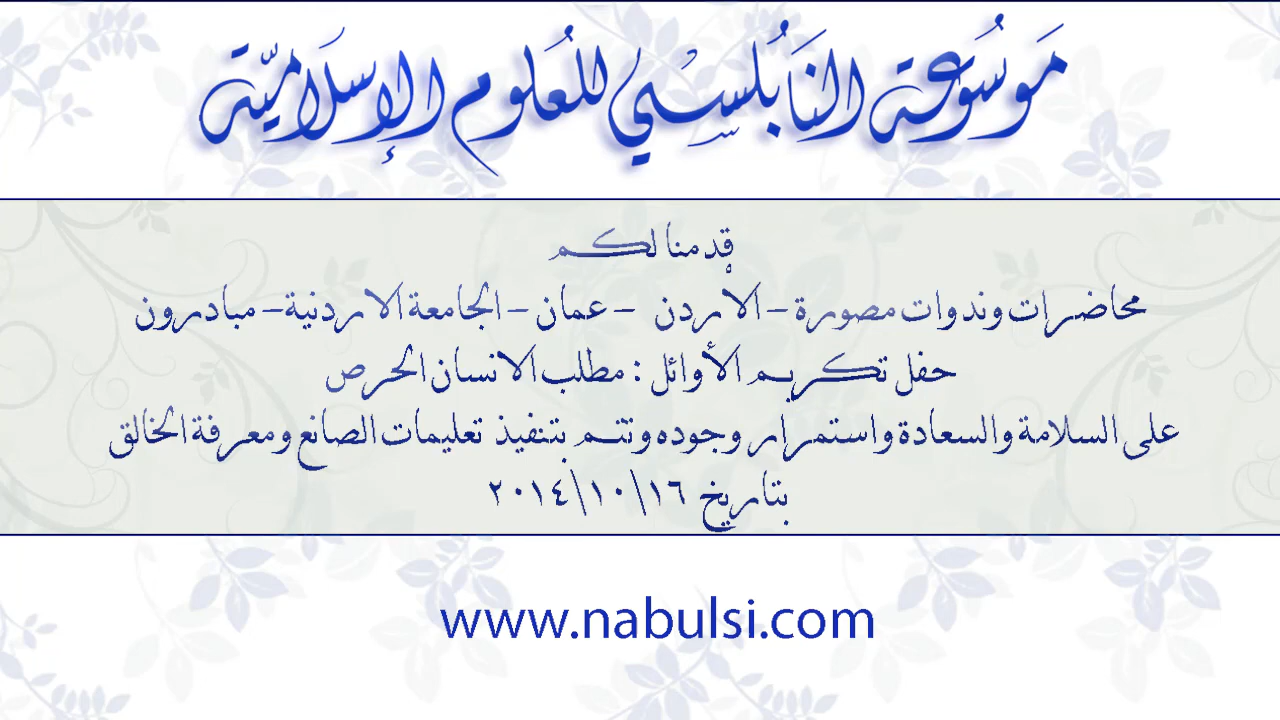 موسوعة النابلسي للعلوم الإسلامية
قدمنا لكم
محاضرات وندوات مصورة - الاردن - عمان - الجامعة الاردنية - مبادرون
حفل تكريم الأوائل : مطلب الانسان الحرص
على السلامة والسعادة واستمرار وجوده وتتم بتنفيذ تعليمات الصانع ومعرفة الخالق
بتاريخ ١٦\١٠\٢٠١٤
www.nabulsi.com